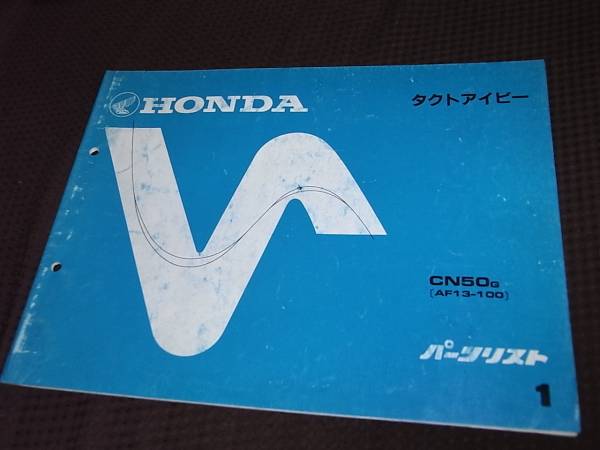 HONDA
タクトアイビー
CN50G
[AF13-100]
パーツリスト
1